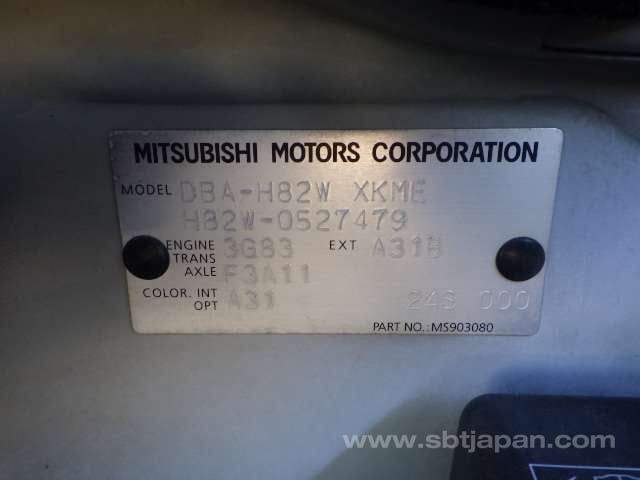 MITSUBISHI MOTORS CORPORATION
MODEL DBA-H82W XKME
H82W-0527479
ENGINE 3G83 EXT A31B
TRANS
AXLE F3A11
COLOR. INT A31
OPT 24S 000
PART NO.: MS903080
www.sbtjapan.com